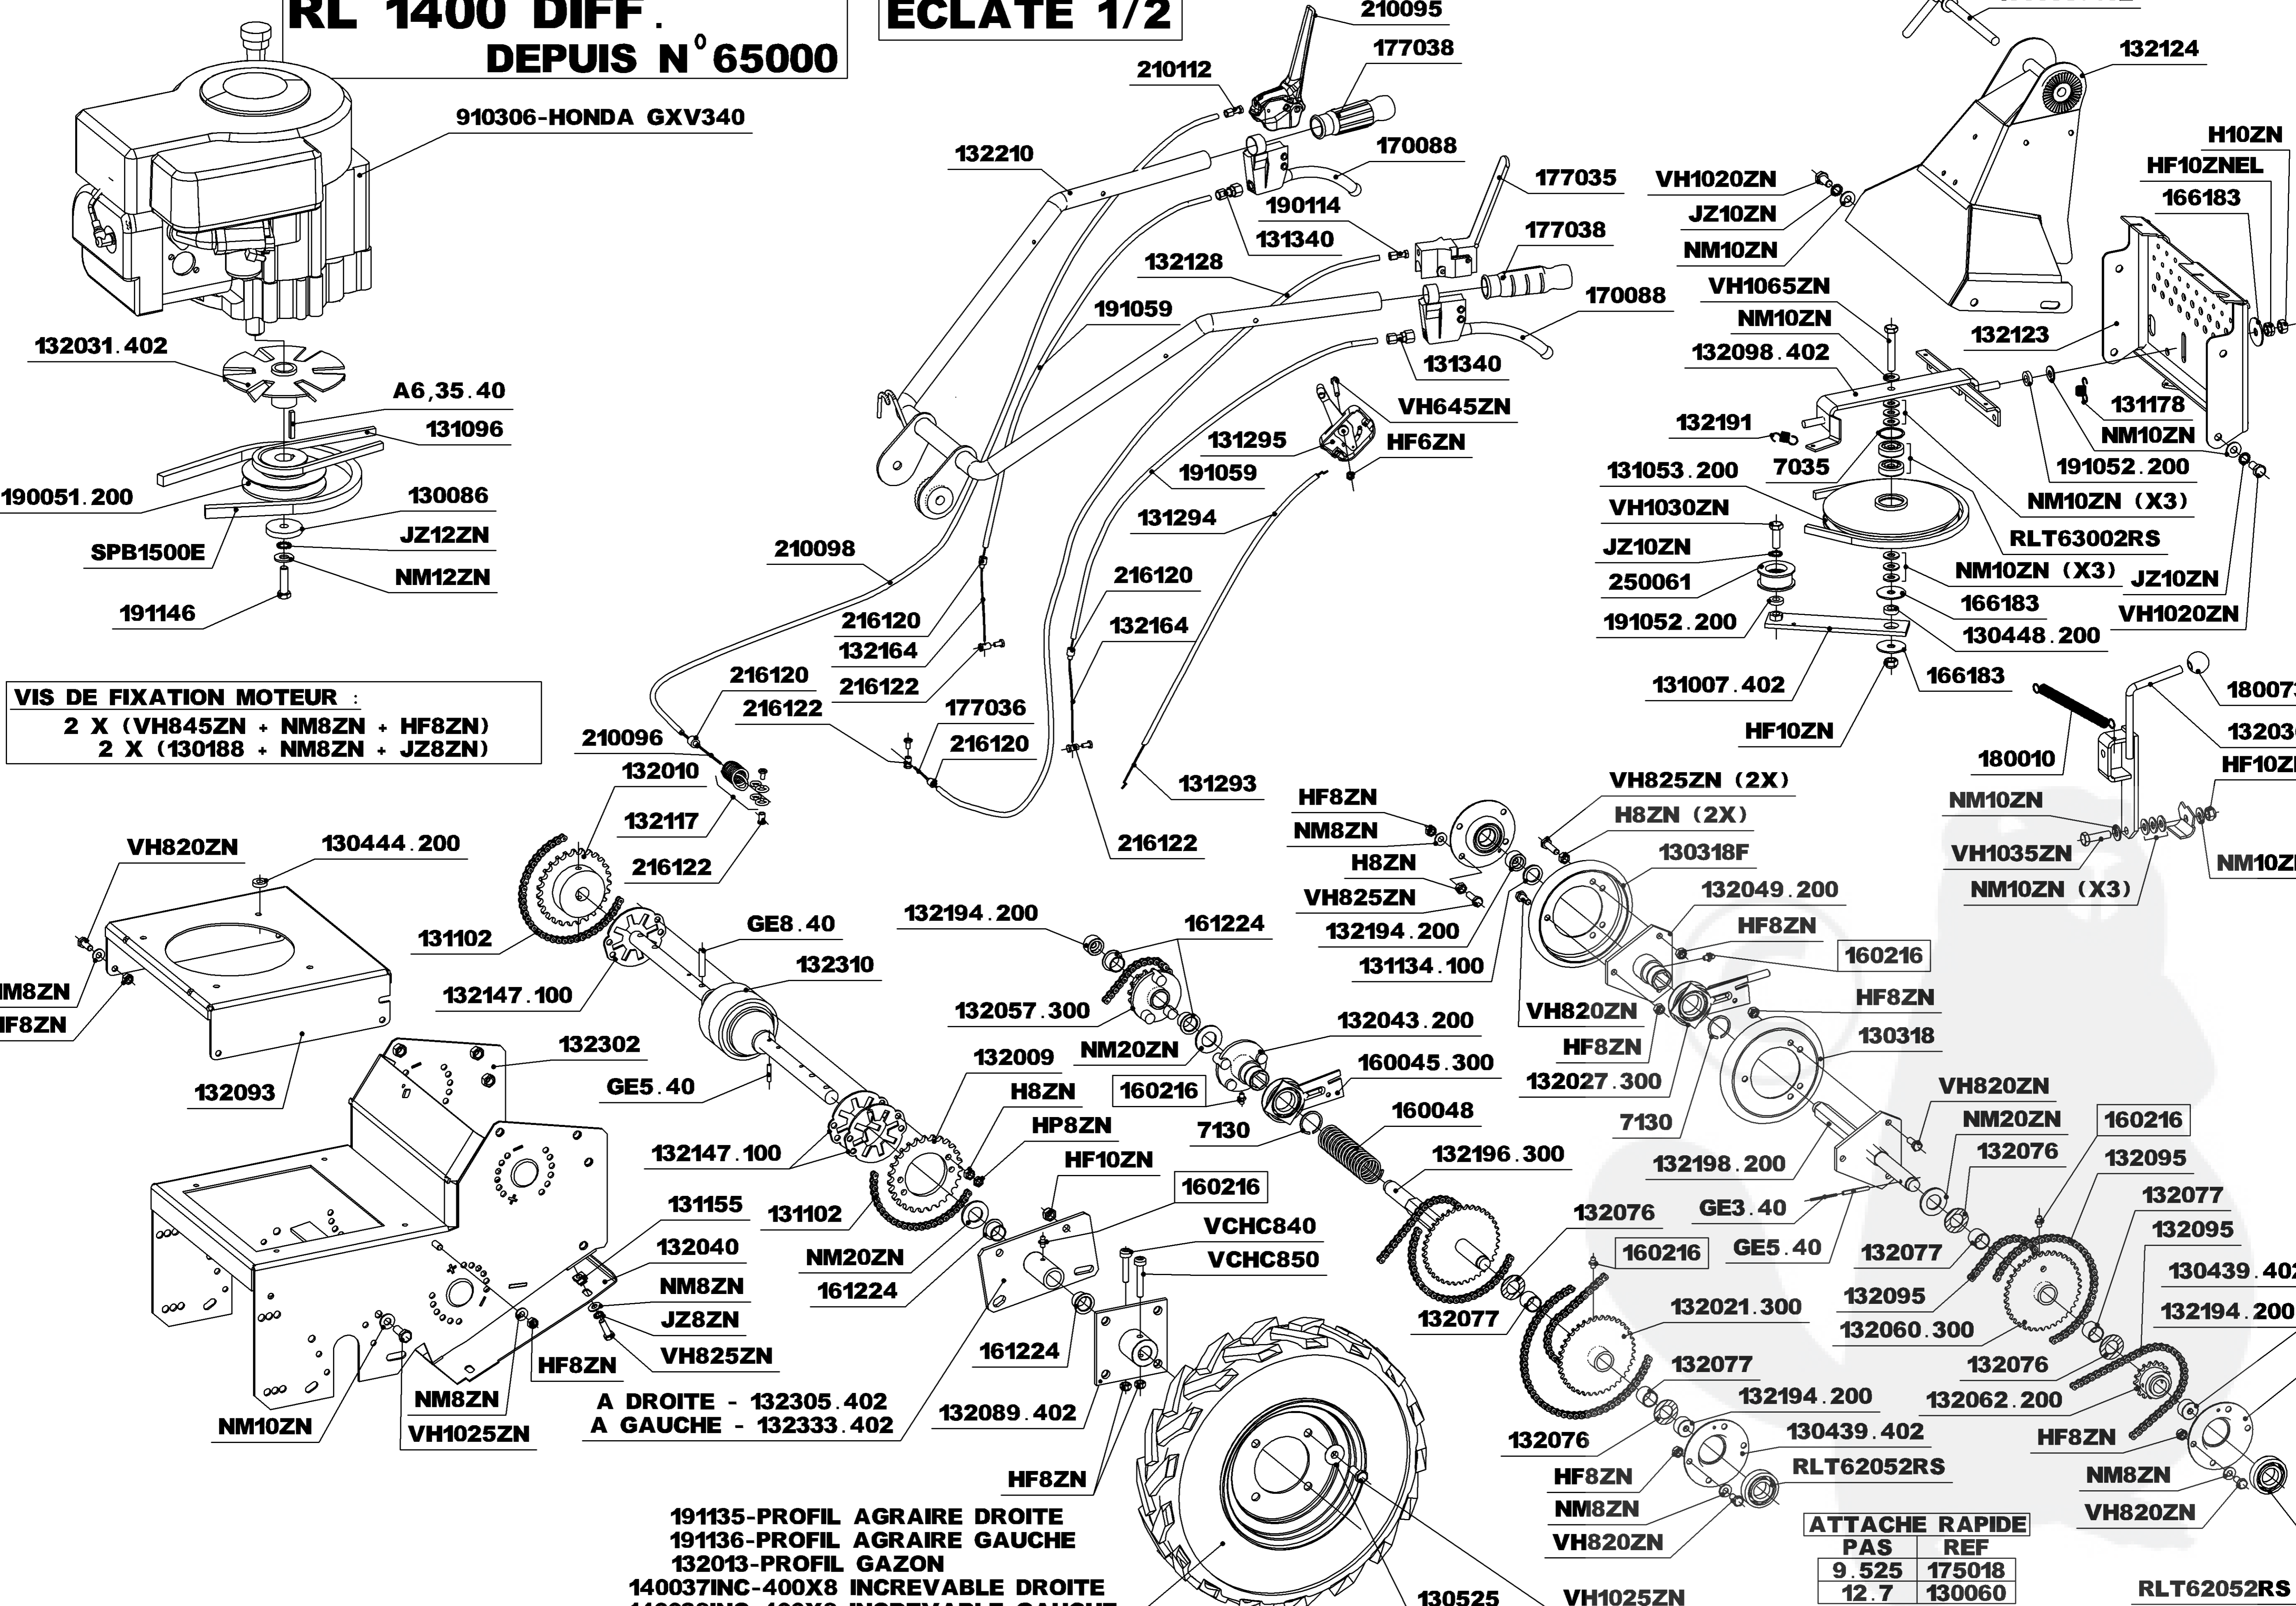 RL 1400 DIFF.
DEPUIS N° 65000
ECLATE 1/2
910306-HONDA GXV340
132031.402
A6,35.40
131096
190051.200
130086
JZ12ZN
SPB1500E
NM12ZN
191146
VIS DE FIXATION MOTEUR :
2 X (VH845ZN + NM8ZN + HF8ZN)
2 X (130188 + NM8ZN + JZ8ZN)
210095
177038
210112
132210
170088
177035
190114
131340
177038
132128
191059
170088
131340
VH645ZN
131295
HF6ZN
191059
131294
210098
216120
216120
132164
132164
216120
216122
216122
177036
210096
216120
132010
131293
132117
216122
216122
132124
H10ZN
HF10ZNEL
166183
VH1020ZN
JZ10ZN
NM10ZN
VH1065ZN
NM10ZN
132098.402
132123
132191
131178
NM10ZN
131053.200
7035
191052.200
VH1030ZN
NM10ZN (X3)
JZ10ZN
RLT63002RS
250061
NM10ZN (X3)
JZ10ZN
191052.200
166183
VH1020ZN
130448.200
131007.402
166183
HF10ZN
180010
NM10ZN
VH1035ZN
NM10ZN (X3)
VH820ZN
130444.200
131102
132147.100
GE8.40
132310
132093
132302
GE5.40
132147.100
132009
H8ZN
HP8ZN
HF10ZN
131155
131102
160216
132040
NM20ZN
VCHC840
NM8ZN
161224
VCHC850
JZ8ZN
HF8ZN
VH825ZN
161224
NM8ZN
NM10ZN
VH1025ZN
A DROITE - 132305.402
A GAUCHE - 132333.402
132089.402
HF8ZN
132194.200
161224
132057.300
NM20ZN
132043.200
160216
160045.300
7130
160048
132196.300
HF8ZN
NM8ZN
H8ZN
VH825ZN
132194.200
131134.100
VH825ZN (2X)
H8ZN (2X)
130318F
132049.200
HF8ZN
160216
VH820ZN
HF8ZN
HF8ZN
132027.300
130318
7130
VH820ZN
NM20ZN
160216
132198.200
132076
132095
GE3.40
132077
132076
GE5.40
132077
132095
160216
132077
132021.300
132095
130439.402
132060.300
132194.200
132077
132076
132194.200
132062.200
132076
130439.402
HF8ZN
HF8ZN
RLT62052RS
NM8ZN
NM8ZN
VH820ZN
VH820ZN
191135-PROFIL AGRAIRE DROITE
191136-PROFIL AGRAIRE GAUCHE
132013-PROFIL GAZON
140037INC-400X8 INCREVABLE DROITE
130525
VH1025ZN
ATTACHE RAPIDE
PAS REF
9.525 175018
12.7 130060
RLT62052RS